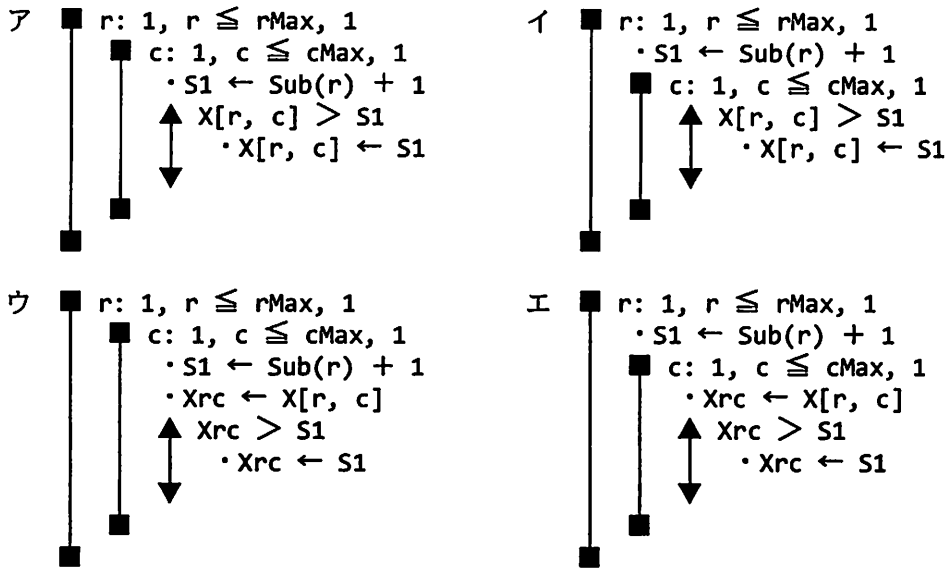 ア r: 1, r ≦ rMax, 1
c: 1, c ≦ cMax, 1
・S1 ← Sub(r) + 1
X[r, c] > S1
・X[r, c] ← S1
イ r: 1, r ≦ rMax, 1
・S1 ← Sub(r) + 1
c: 1, c ≦ cMax, 1
X[r, c] > S1
・X[r, c] ← S1
ウ r: 1, r ≦ rMax, 1
c: 1, c ≦ cMax, 1
・S1 ← Sub(r) + 1
・Xrc ← X[r, c]
Xrc > S1
・Xrc ← S1
エ r: 1, r ≦ rMax, 1
・S1 ← Sub(r) + 1
c: 1, c ≦ cMax, 1
・Xrc ← X[r, c]
Xrc > S1
・Xrc ← S1